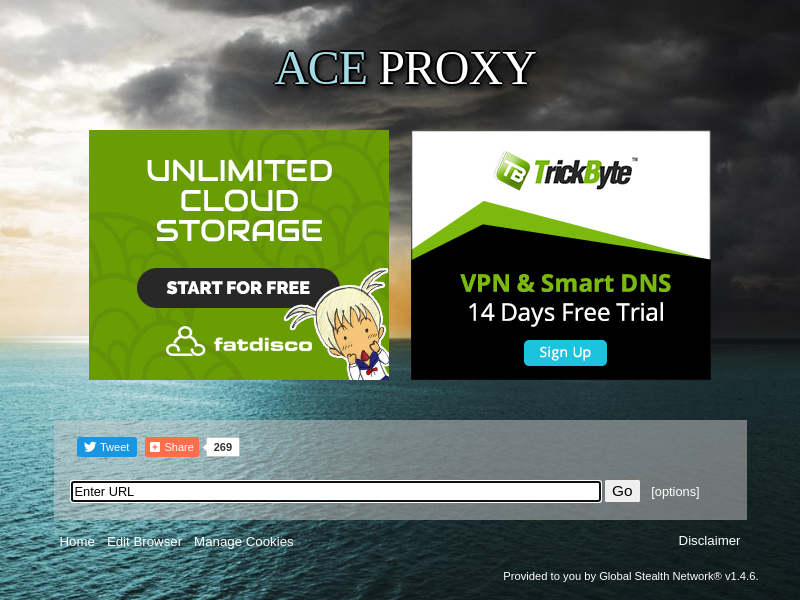 ACE PROXY
UNLIMITED
CLOUD
STORAGE
START FOR FREE
fatdisco
TB TrickByte™
VPN & Smart DNS
14 Days Free Trial
Sign Up
Tweet Share 269
Enter URL Go [options]
Home Edit Browser Manage Cookies Disclaimer
Provided to you by Global Stealth Network® v1.4.6.